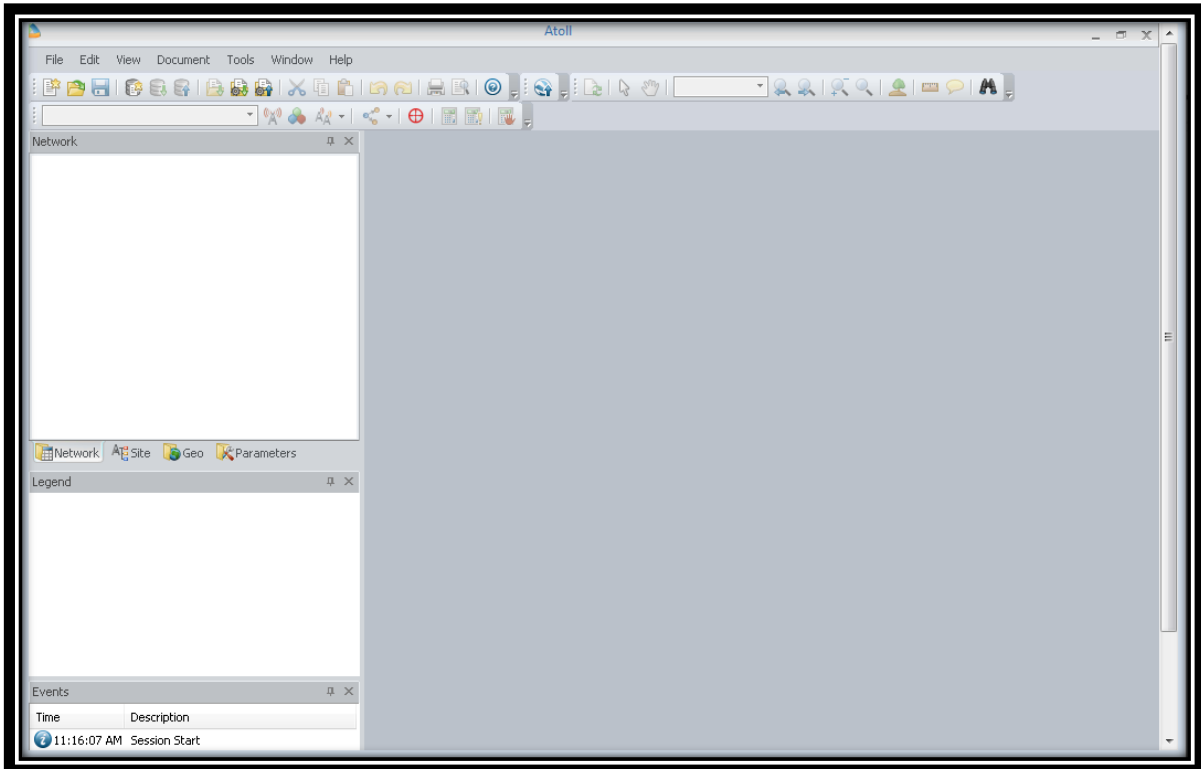 Atoll
File Edit View Document Tools Window Help
Network
Network Site Geo Parameters
Legend
Events
Time Description
11:16:07 AM Session Start